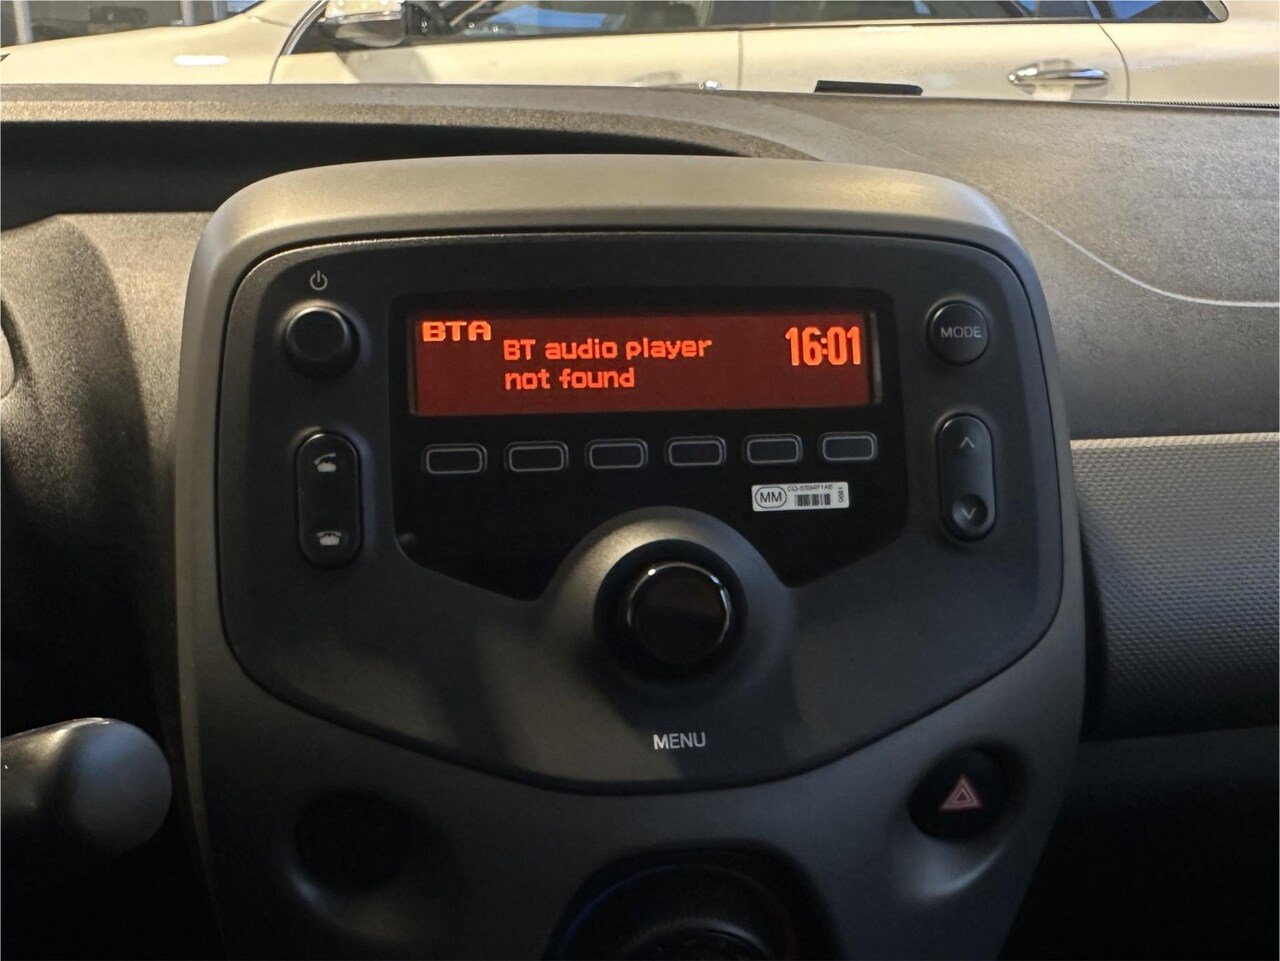 BTA
BT audio player
not found
16:01
MODE
MM
MENU